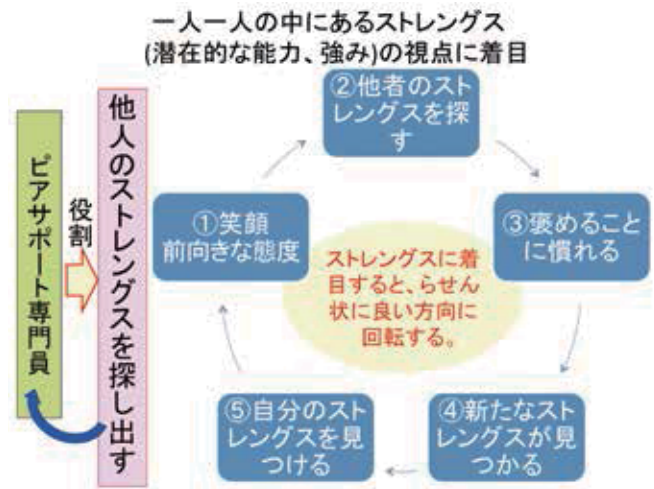 一人一人の中にあるストレングス
(潜在的な能力、強み)の視点に着目
ピアサポート専門員
役割
他人のストレングスを探し出す
①笑顔
前向きな態度
②他者のスト
レングスを探
す
③褒めること
に慣れる
④新たなスト
レングスが見
つかる
⑤自分のスト
レングスを見
つける
ストレングスに着
目すると、らせん
状に良い方向に
回転する。